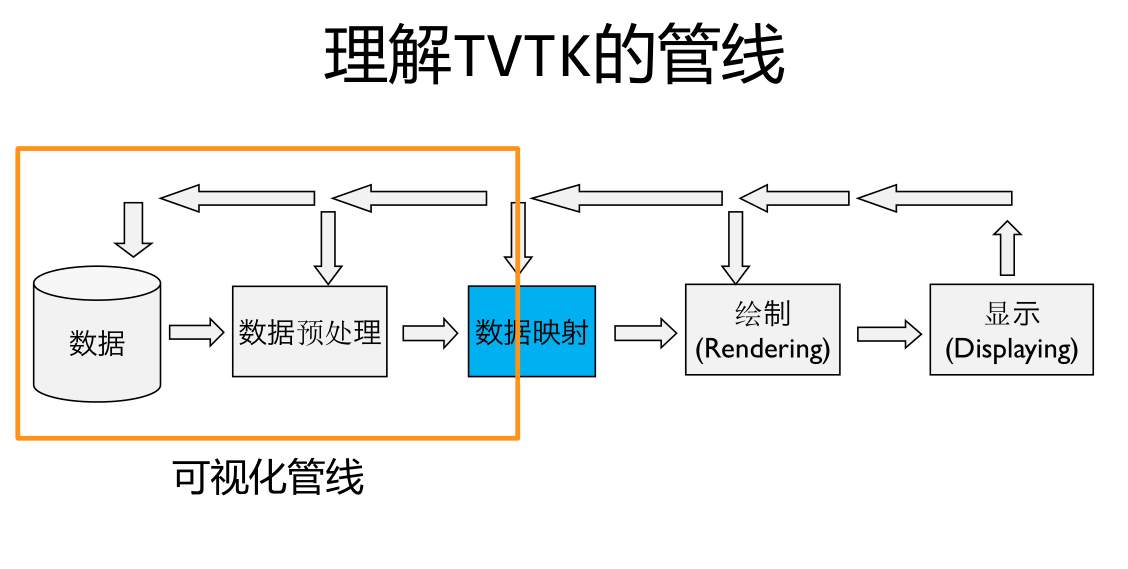 理解TVTK的管线
数据
数据预处理
数据映射
绘制
(Rendering)
显示
(Displaying)
可视化管线